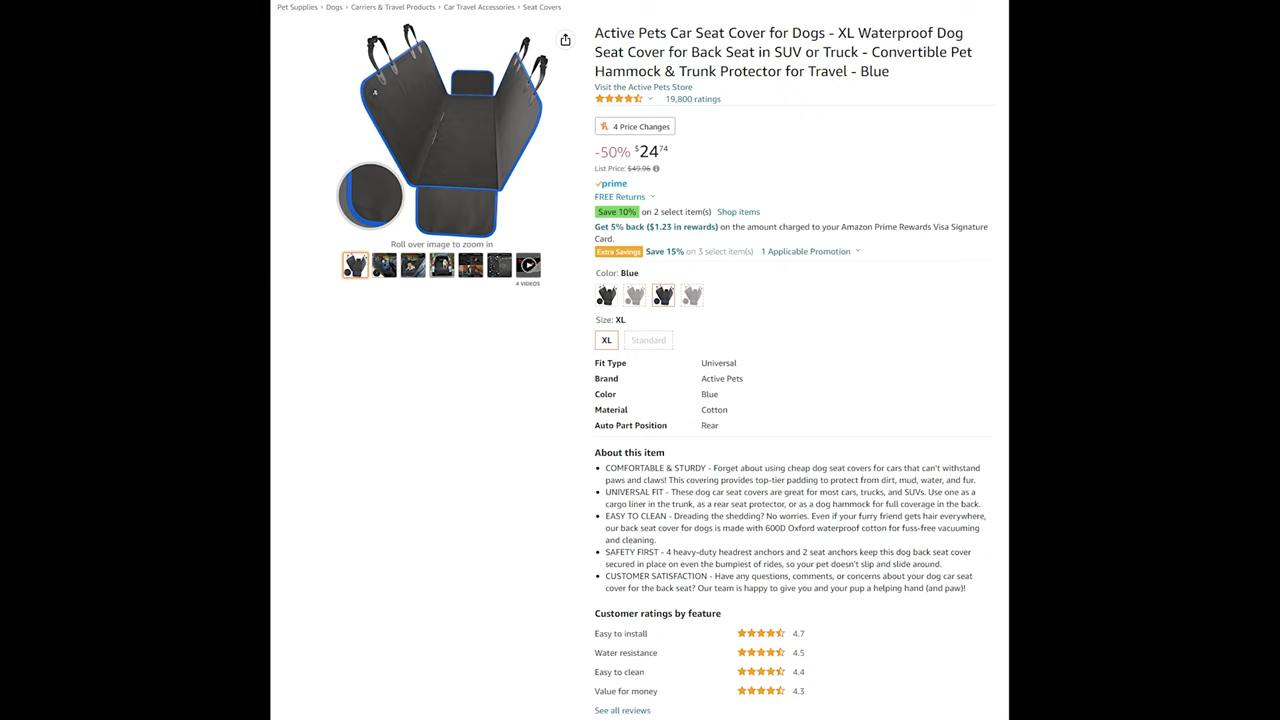 Pet Supplies › Dogs › Carriers & Travel Products › Car Travel Accessories › Seat Covers
Active Pets Car Seat Cover for Dogs - XL Waterproof Dog
Seat Cover for Back Seat in SUV or Truck - Convertible Pet
Hammock & Trunk Protector for Travel - Blue
Visit the Active Pets Store
19,800 ratings
4 Price Changes
-50% $24 74
List Price: $49.96
prime
FREE Returns
Save 10% on 2 select item(s) Shop items
Get 5% back ($1.23 in rewards) on the amount charged to your Amazon Prime Rewards Visa Signature
Card.
Extra Savings Save 15% on 3 select item(s) 1 Applicable Promotion
Roll over image to zoom in
4 VIDEOS
Color: Blue
Size: XL
XL Standard
Fit Type Universal
Brand Active Pets
Color Blue
Material Cotton
Auto Part Position Rear
About this item
• COMFORTABLE & STURDY - Forget about using cheap dog seat covers for cars that can't withstand
paws and claws! This covering provides top-tier padding to protect from dirt, mud, water, and fur.
• UNIVERSAL FIT - These dog car seat covers are great for most cars, trucks, and SUVs. Use one as a
cargo liner in the trunk, as a rear seat protector, or as a dog hammock for full coverage in the back.
• EASY TO CLEAN - Dreading the shedding? No worries. Even if your furry friend gets hair everywhere,
our back seat cover for dogs is made with 600D Oxford waterproof cotton for fuss-free vacuuming
and cleaning.
• SAFETY FIRST - 4 heavy-duty headrest anchors and 2 seat anchors keep this dog back seat cover
secured in place on even the bumpiest of rides, so your pet doesn't slip and slide around.
• CUSTOMER SATISFACTION - Have any questions, comments, or concerns about your dog car seat
cover for the back seat? Our team is happy to give you and your pup a helping hand (and paw)!
Customer ratings by feature
Easy to install 4.7
Water resistance 4.5
Easy to clean 4.4
Value for money 4.3
See all reviews